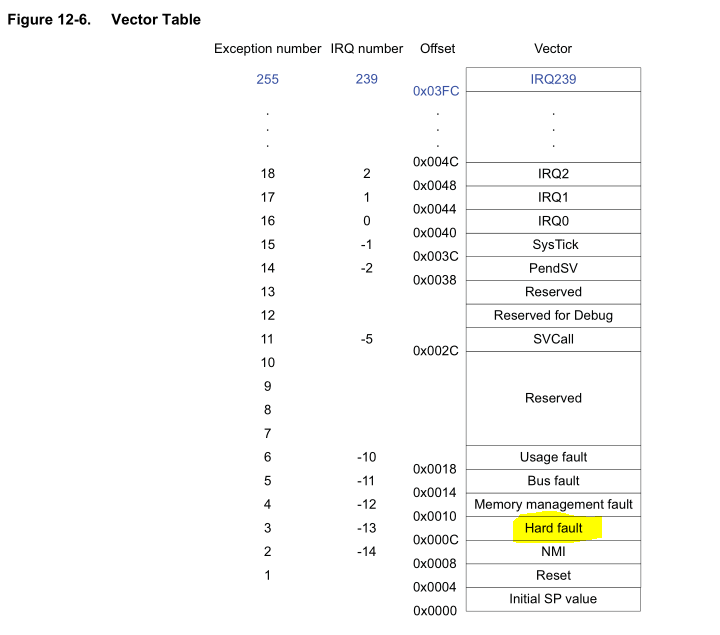 Figure 12-6. Vector Table
Exception number IRQ number Offset Vector
255 239 IRQ239
0x03FC
. . .
. . .
. . .
0x004C
18 2 IRQ2
0x0048
17 1 IRQ1
0x0044
16 0 IRQ0
0x0040
15 -1 SysTick
0x003C
14 -2 PendSV
0x0038
13 Reserved
12 Reserved for Debug
11 -5 SVCall
0x002C
10
9
Reserved
8
7
6 -10 Usage fault
0x0018
5 -11 Bus fault
0x0014
4 -12 Memory management fault
0x0010
3 -13 Hard fault
0x000C
2 -14 NMI
0x0008
1 Reset
0x0004
Initial SP value
0x0000